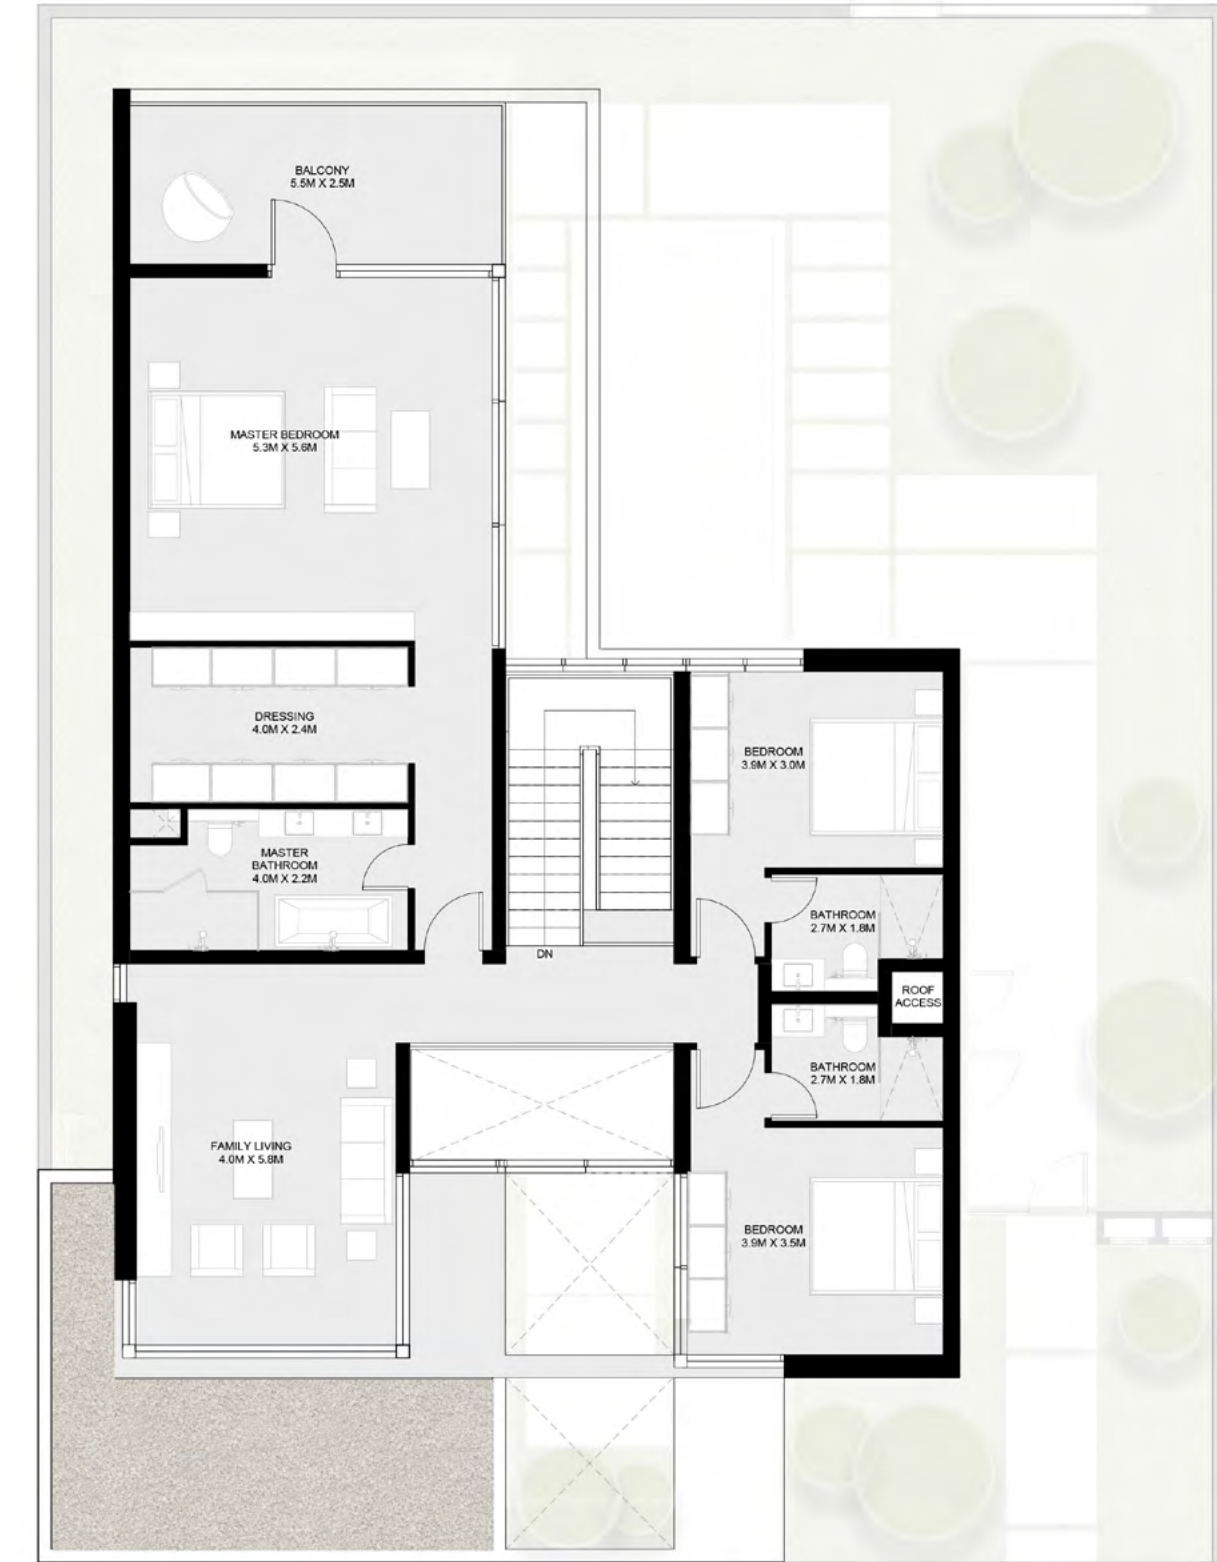 BALCONY
5.5M X 2.5M
MASTER BEDROOM
5.3M X 5.6M
DRESSING
4.0M X 2.4M
BEDROOM
3.9M X 3.0M
MASTER
BATHROOM
4.0M X 2.2M
BATHROOM
2.7M X 1.8M
DN
ROOF
ACCESS
BATHROOM
2.7M X 1.8M
FAMILY LIVING
4.0M X 5.8M
BEDROOM
3.9M X 3.5M